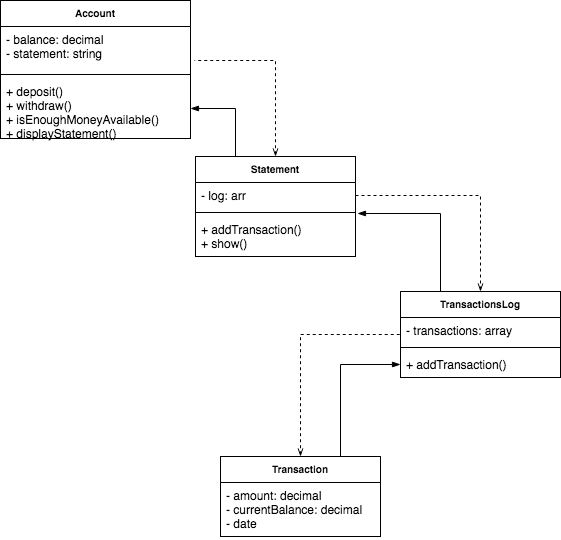 Account
- balance: decimal
- statement: string
+ deposit()
+ withdraw()
+ isEnoughMoneyAvailable()
+ displayStatement()
Statement
- log: arr
+ addTransaction()
+ show()
TransactionsLog
- transactions: array
+ addTransaction()
Transaction
- amount: decimal
- currentBalance: decimal
- date